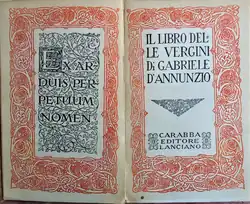 EX AR
DUIS PER
PETUUM
NOMEN
IL LIBRO DEL-
LE VERGINI
DI GABRIELE
D'ANNUNZIO
CARABBA
EDITORE
LANCIANO